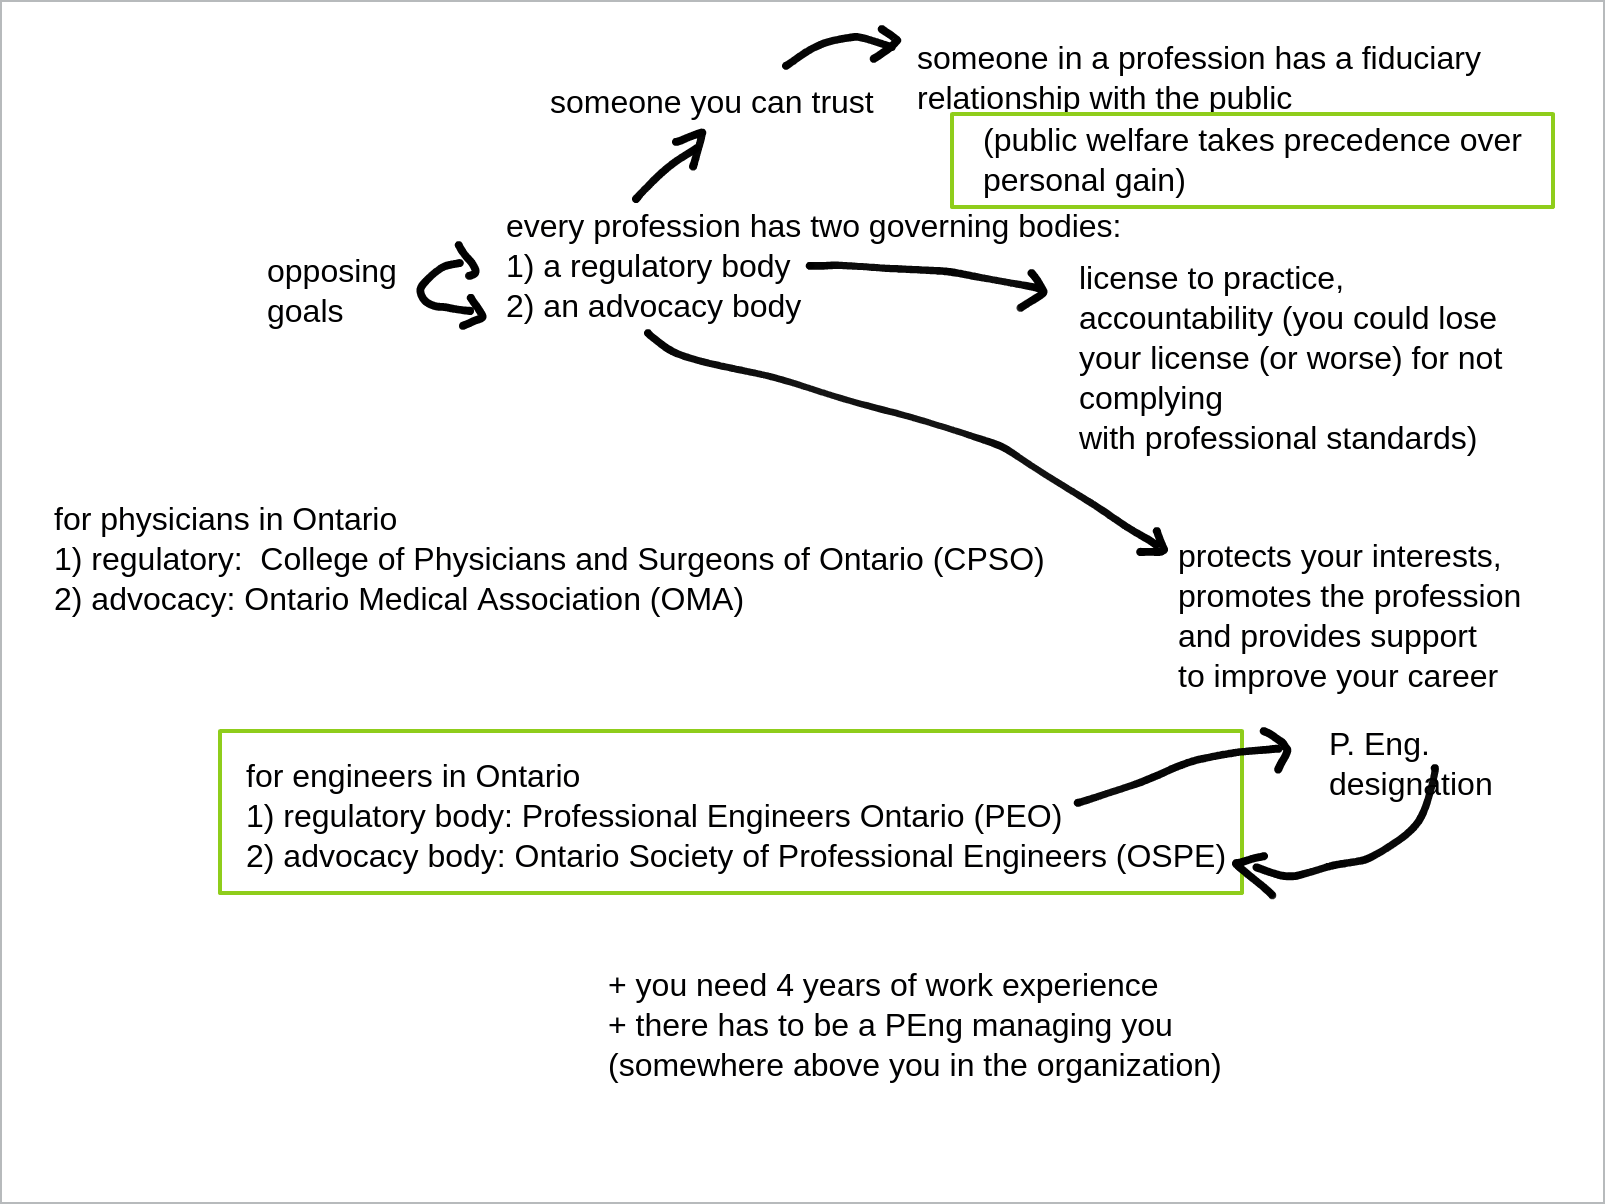 someone in a profession has a fiduciary
relationship with the public
someone you can trust
(public welfare takes precedence over
personal gain)
every profession has two governing bodies:
1) a regulatory body
2) an advocacy body
opposing
goals
license to practice,
accountability (you could lose
your license (or worse) for not
complying
with professional standards)
for physicians in Ontario
1) regulatory:  College of Physicians and Surgeons of Ontario (CPSO)
2) advocacy: Ontario Medical Association (OMA)
protects your interests,
promotes the profession
and provides support
to improve your career
P. Eng.
designation
for engineers in Ontario
1) regulatory body: Professional Engineers Ontario (PEO)
2) advocacy body: Ontario Society of Professional Engineers (OSPE)
+ you need 4 years of work experience
+ there has to be a PEng managing you
(somewhere above you in the organization)